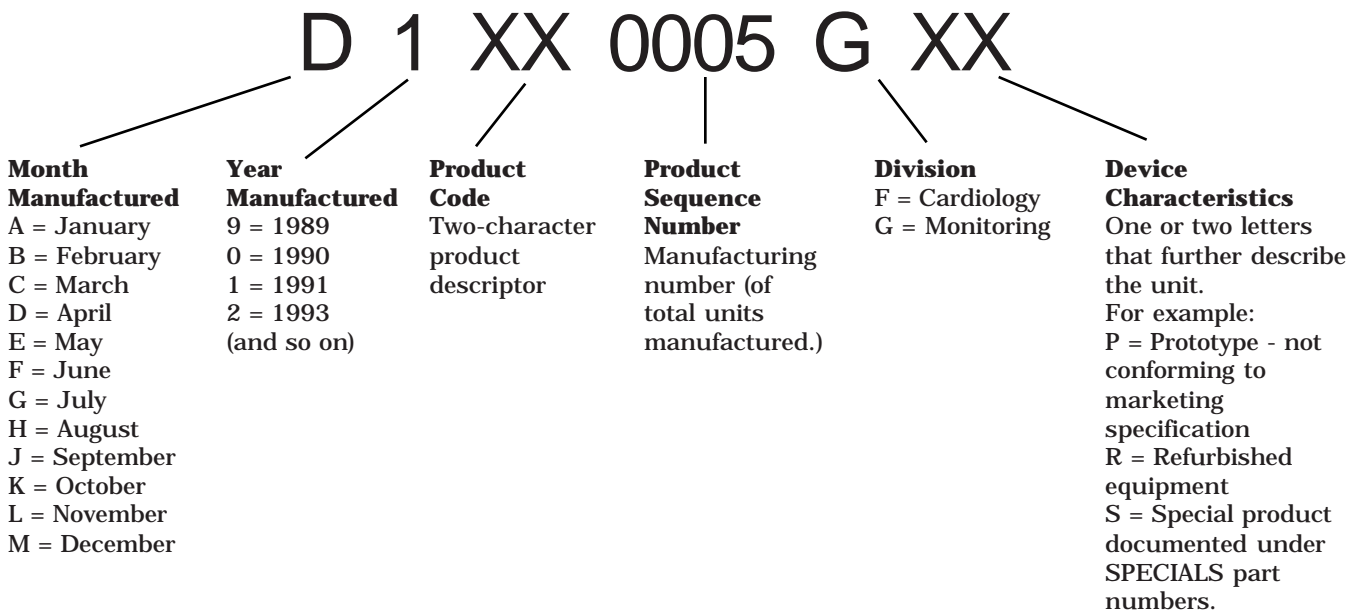 D 1 XX 0005 G XX
Month
Manufactured
A = January
B = February
C = March
D = April
E = May
F = June
G = July
H = August
J = September
K = October
L = November
M = December
Year
Manufactured
9 = 1989
0 = 1990
1 = 1991
2 = 1993
(and so on)
Product
Code
Two-character
product
descriptor
Product
Sequence
Number
Manufacturing
number (of
total units
manufactured.)
Division
F = Cardiology
G = Monitoring
Device
Characteristics
One or two letters
that further describe
the unit.
For example:
P = Prototype - not
conforming to
marketing
specification
R = Refurbished
equipment
S = Special product
documented under
SPECIALS part
numbers.